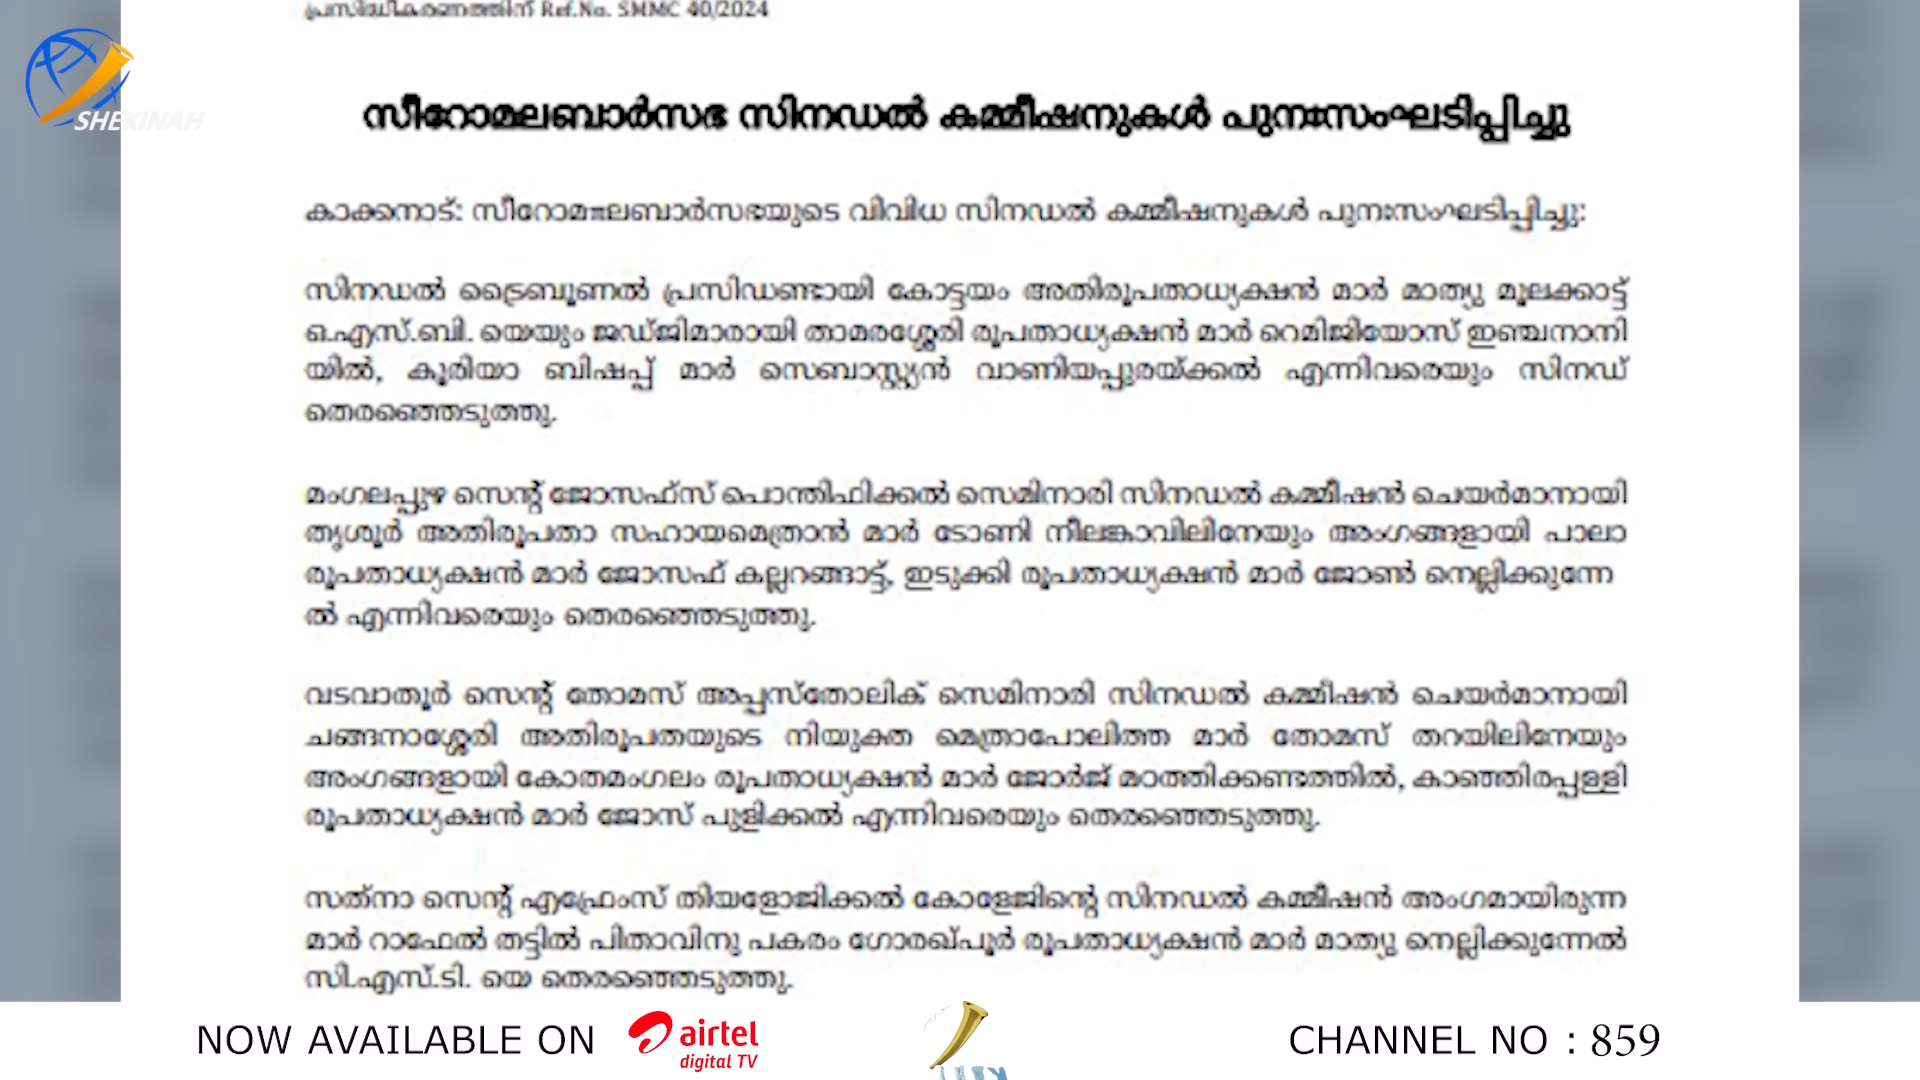 പ്രസിദ്ധീകരണത്തിന് Ref.No. SMMC 40/2024
SHEKINAH
സീറോമലബാർസഭ സിനഡൽ കമ്മീഷനുകൾ പുനഃസംഘടിപ്പിച്ചു
കാക്കനാട്: സീറോമലബാർസഭയുടെ വിവിധ സിനഡൽ കമ്മീഷനുകൾ പുനഃസംഘടിപ്പിച്ചു:
സിനഡൽ ട്രൈബൂണൽ പ്രസിഡണ്ടായി കോട്ടയം അതിരൂപതാധ്യക്ഷൻ മാർ മാത്യു മൂലക്കാട്ട്
ഒ.എസ്.ബി. യെയും ജഡ്ജിമാരായി താമരശ്ശേരി രൂപതാധ്യക്ഷൻ മാർ റെമിജിയോസ് ഇഞ്ചനാനി
യിൽ, കൂരിയാ ബിഷപ്പ് മാർ സെബാസ്റ്റ്യൻ വാണിയപ്പുരയ്ക്കൽ എന്നിവരെയും സിനഡ്
തെരഞ്ഞെടുത്തു.
മംഗലപ്പുഴ സെന്റ് ജോസഫ്സ് പൊന്തിഫിക്കൽ സെമിനാരി സിനഡൽ കമ്മീഷൻ ചെയർമാനായി
തൃശൂർ അതിരൂപതാ സഹായമെത്രാൻ മാർ ടോണി നീലങ്കാവിലിനേയും അംഗങ്ങളായി പാലാ
രൂപതാധ്യക്ഷൻ മാർ ജോസഫ് കല്ലറങ്ങാട്ട്, ഇടുക്കി രൂപതാധ്യക്ഷൻ മാർ ജോൺ നെല്ലിക്കുന്നേ
ൽ എന്നിവരെയും തെരഞ്ഞെടുത്തു.
വടവാതൂർ സെന്റ് തോമസ് അപ്പസ്തോലിക് സെമിനാരി സിനഡൽ കമ്മീഷൻ ചെയർമാനായി
ചങ്ങനാശ്ശേരി അതിരൂപതയുടെ നിയുക്ത മെത്രാപോലിത്ത മാർ തോമസ് തറയിലിനേയും
അംഗങ്ങളായി കോതമംഗലം രൂപതാധ്യക്ഷൻ മാർ ജോർജ് മഠത്തിക്കണ്ടത്തിൽ, കാഞ്ഞിരപ്പള്ളി
രൂപതാധ്യക്ഷൻ മാർ ജോസ് പുളിക്കൽ എന്നിവരെയും തെരഞ്ഞെടുത്തു.
സത്നാ സെന്റ് എഫ്രേംസ് തിയളോജിക്കൽ കോളേജിന്റെ സിനഡൽ കമ്മീഷൻ അംഗമായിരുന്ന
മാർ റാഫേൽ തട്ടിൽ പിതാവിനു പകരം ഗോരഖ്പൂർ രൂപതാധ്യക്ഷൻ മാർ മാത്യു നെല്ലിക്കുന്നേൽ
സി.എസ്.ടി. യെ തെരഞ്ഞെടുത്തു.
NOW AVAILABLE ON airtel digital TV CHANNEL NO : 859